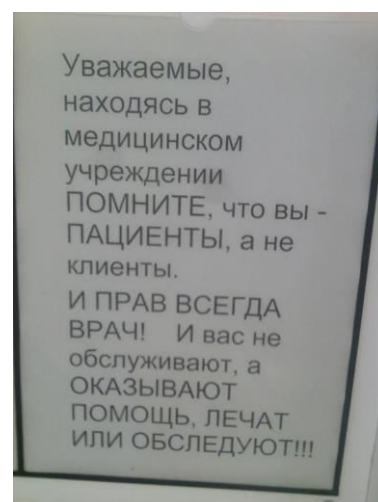 Уважаемые,
находясь в
медицинском
учреждении
ПОМНИТЕ, что вы -
ПАЦИЕНТЫ, а не
клиенты.
И ПРАВ ВСЕГДА
ВРАЧ! И вас не
обслуживают, а
ОКАЗЫВАЮТ
ПОМОЩЬ, ЛЕЧАТ
ИЛИ ОБСЛЕДУЮТ!!!